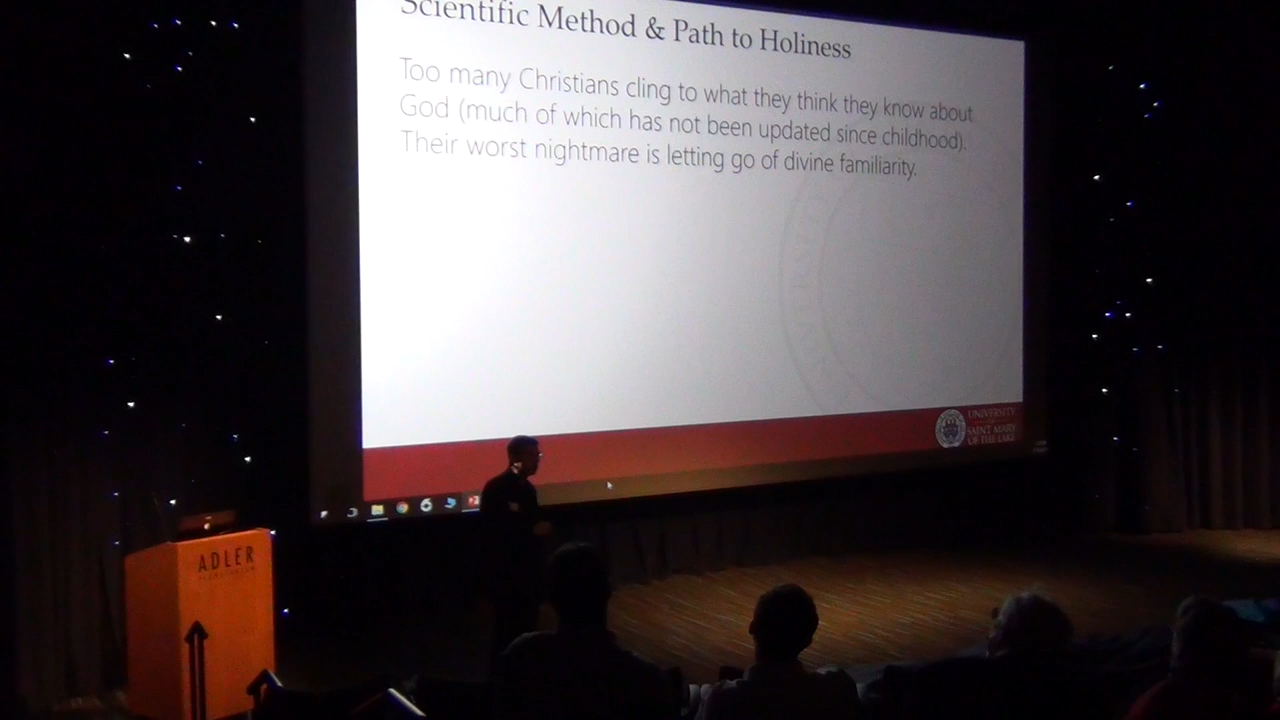 Scientific Method & Path to Holiness
Too many Christians cling to what they think they know about
God (much of which has not been updated since childhood).
Their worst nightmare is letting go of divine familiarity.
UNIVERSITY
SAINT MARY
OF THE LAKE
ADLER
PLANETARIUM